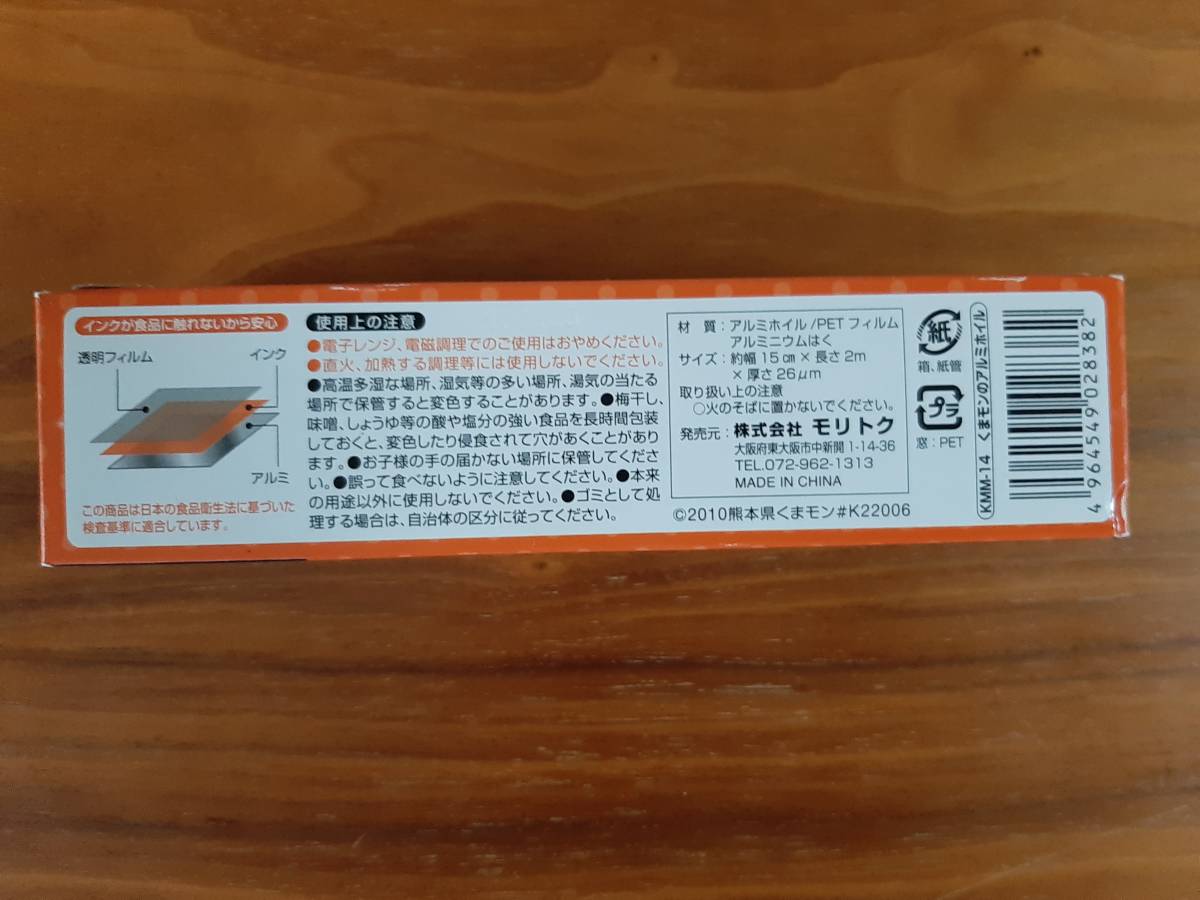 インクが食品に触れないから安心
透明フィルム
インク
アルミ
この商品は日本の食品衛生法に基づいた
検査基準に適合しています。
使用上の注意
●電子レンジ、電磁調理でのご使用はおやめください。
●直火、加熱する調理等には使用しないでください。
●高温多湿な場所、湿気等の多い場所、湯気の当たる
場所で保管すると変色することがあります。●梅干し、
味噌、しょうゆ等の酸や塩分の強い食品を長時間包装
しておくと、変色したり侵食されて穴があくことがあり
ます。●お子様の手の届かない場所に保管してくださ
い。●誤って食べないように注意してください。●本来
の用途以外に使用しないでください。●ゴミとして処
理する場合は、自治体の区分に従ってください。
材 質：アルミホイル/PETフィルム
アルミニウムはく
サイズ：約幅15㎝×長さ2m
×厚さ26μm
取り扱い上の注意
○火のそばに置かないでください。
発売元：株式会社 モリトク
大阪府東大阪市中新開1-14-36
TEL.072-962-1313
MADE IN CHINA
©2010熊本県くまモン#K22006
紙
箱、紙管
プラ
窓：PET
KMM-14 くまモンのアルミホイル
4964549028382